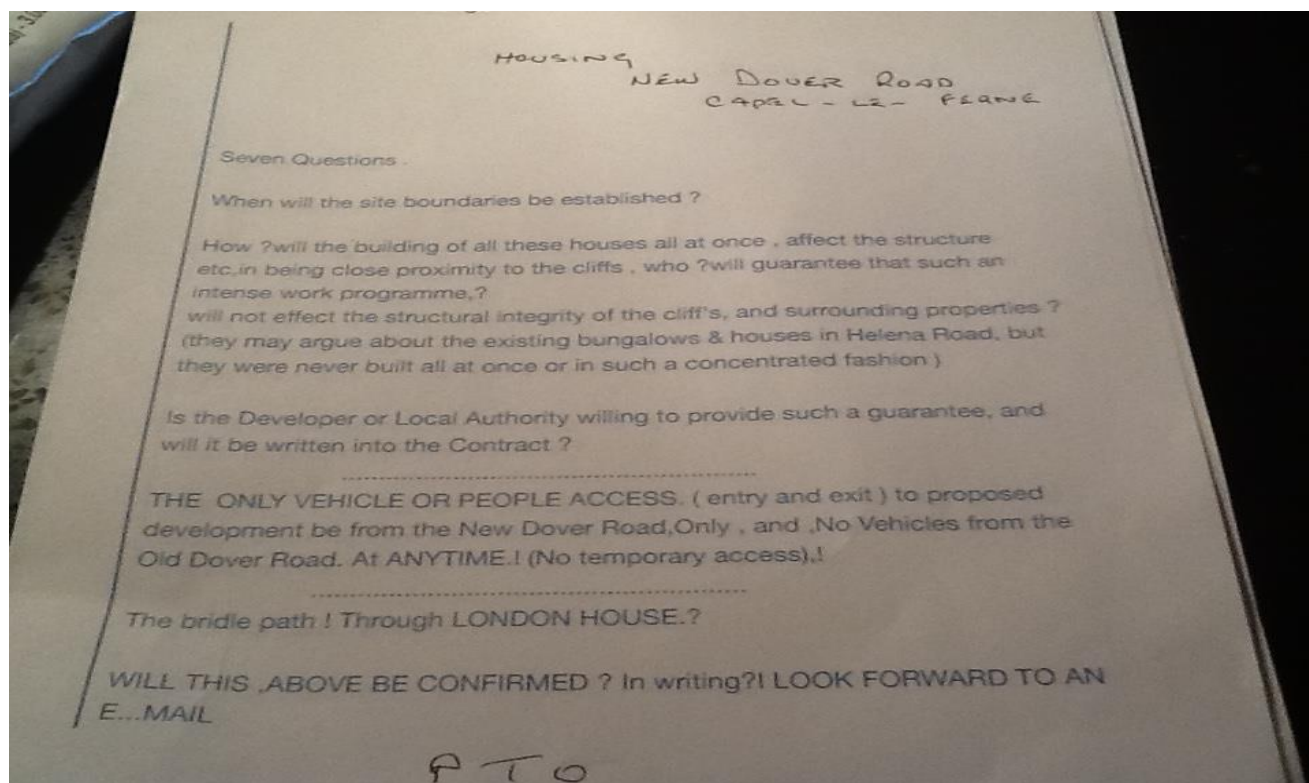 HOUSING
NEW DOVER ROAD
CAPEL-LE-FERNE
Seven Questions .
When will the site boundaries be established ?
How ?will the building of all these houses all at once , affect the structure
etc,in being close proximity to the cliffs , who ?will guarantee that such an
intense work programme,?
will not effect the structural integrity of the cliff's, and surrounding properties ?
(they may argue about the existing bungalows & houses in Helena Road, but
they were never built all at once or in such a concentrated fashion )
Is the Developer or Local Authority willing to provide such a guarantee, and
will it be written into the Contract ?
THE ONLY VEHICLE OR PEOPLE ACCESS. ( entry and exit ) to proposed
development be from the New Dover Road,Only , and ,No Vehicles from the
Old Dover Road. At ANYTIME.! (No temporary access),!
The bridle path ! Through LONDON HOUSE.?
WILL THIS ,ABOVE BE CONFIRMED ? In writing?I LOOK FORWARD TO AN
E...MAIL
PTO